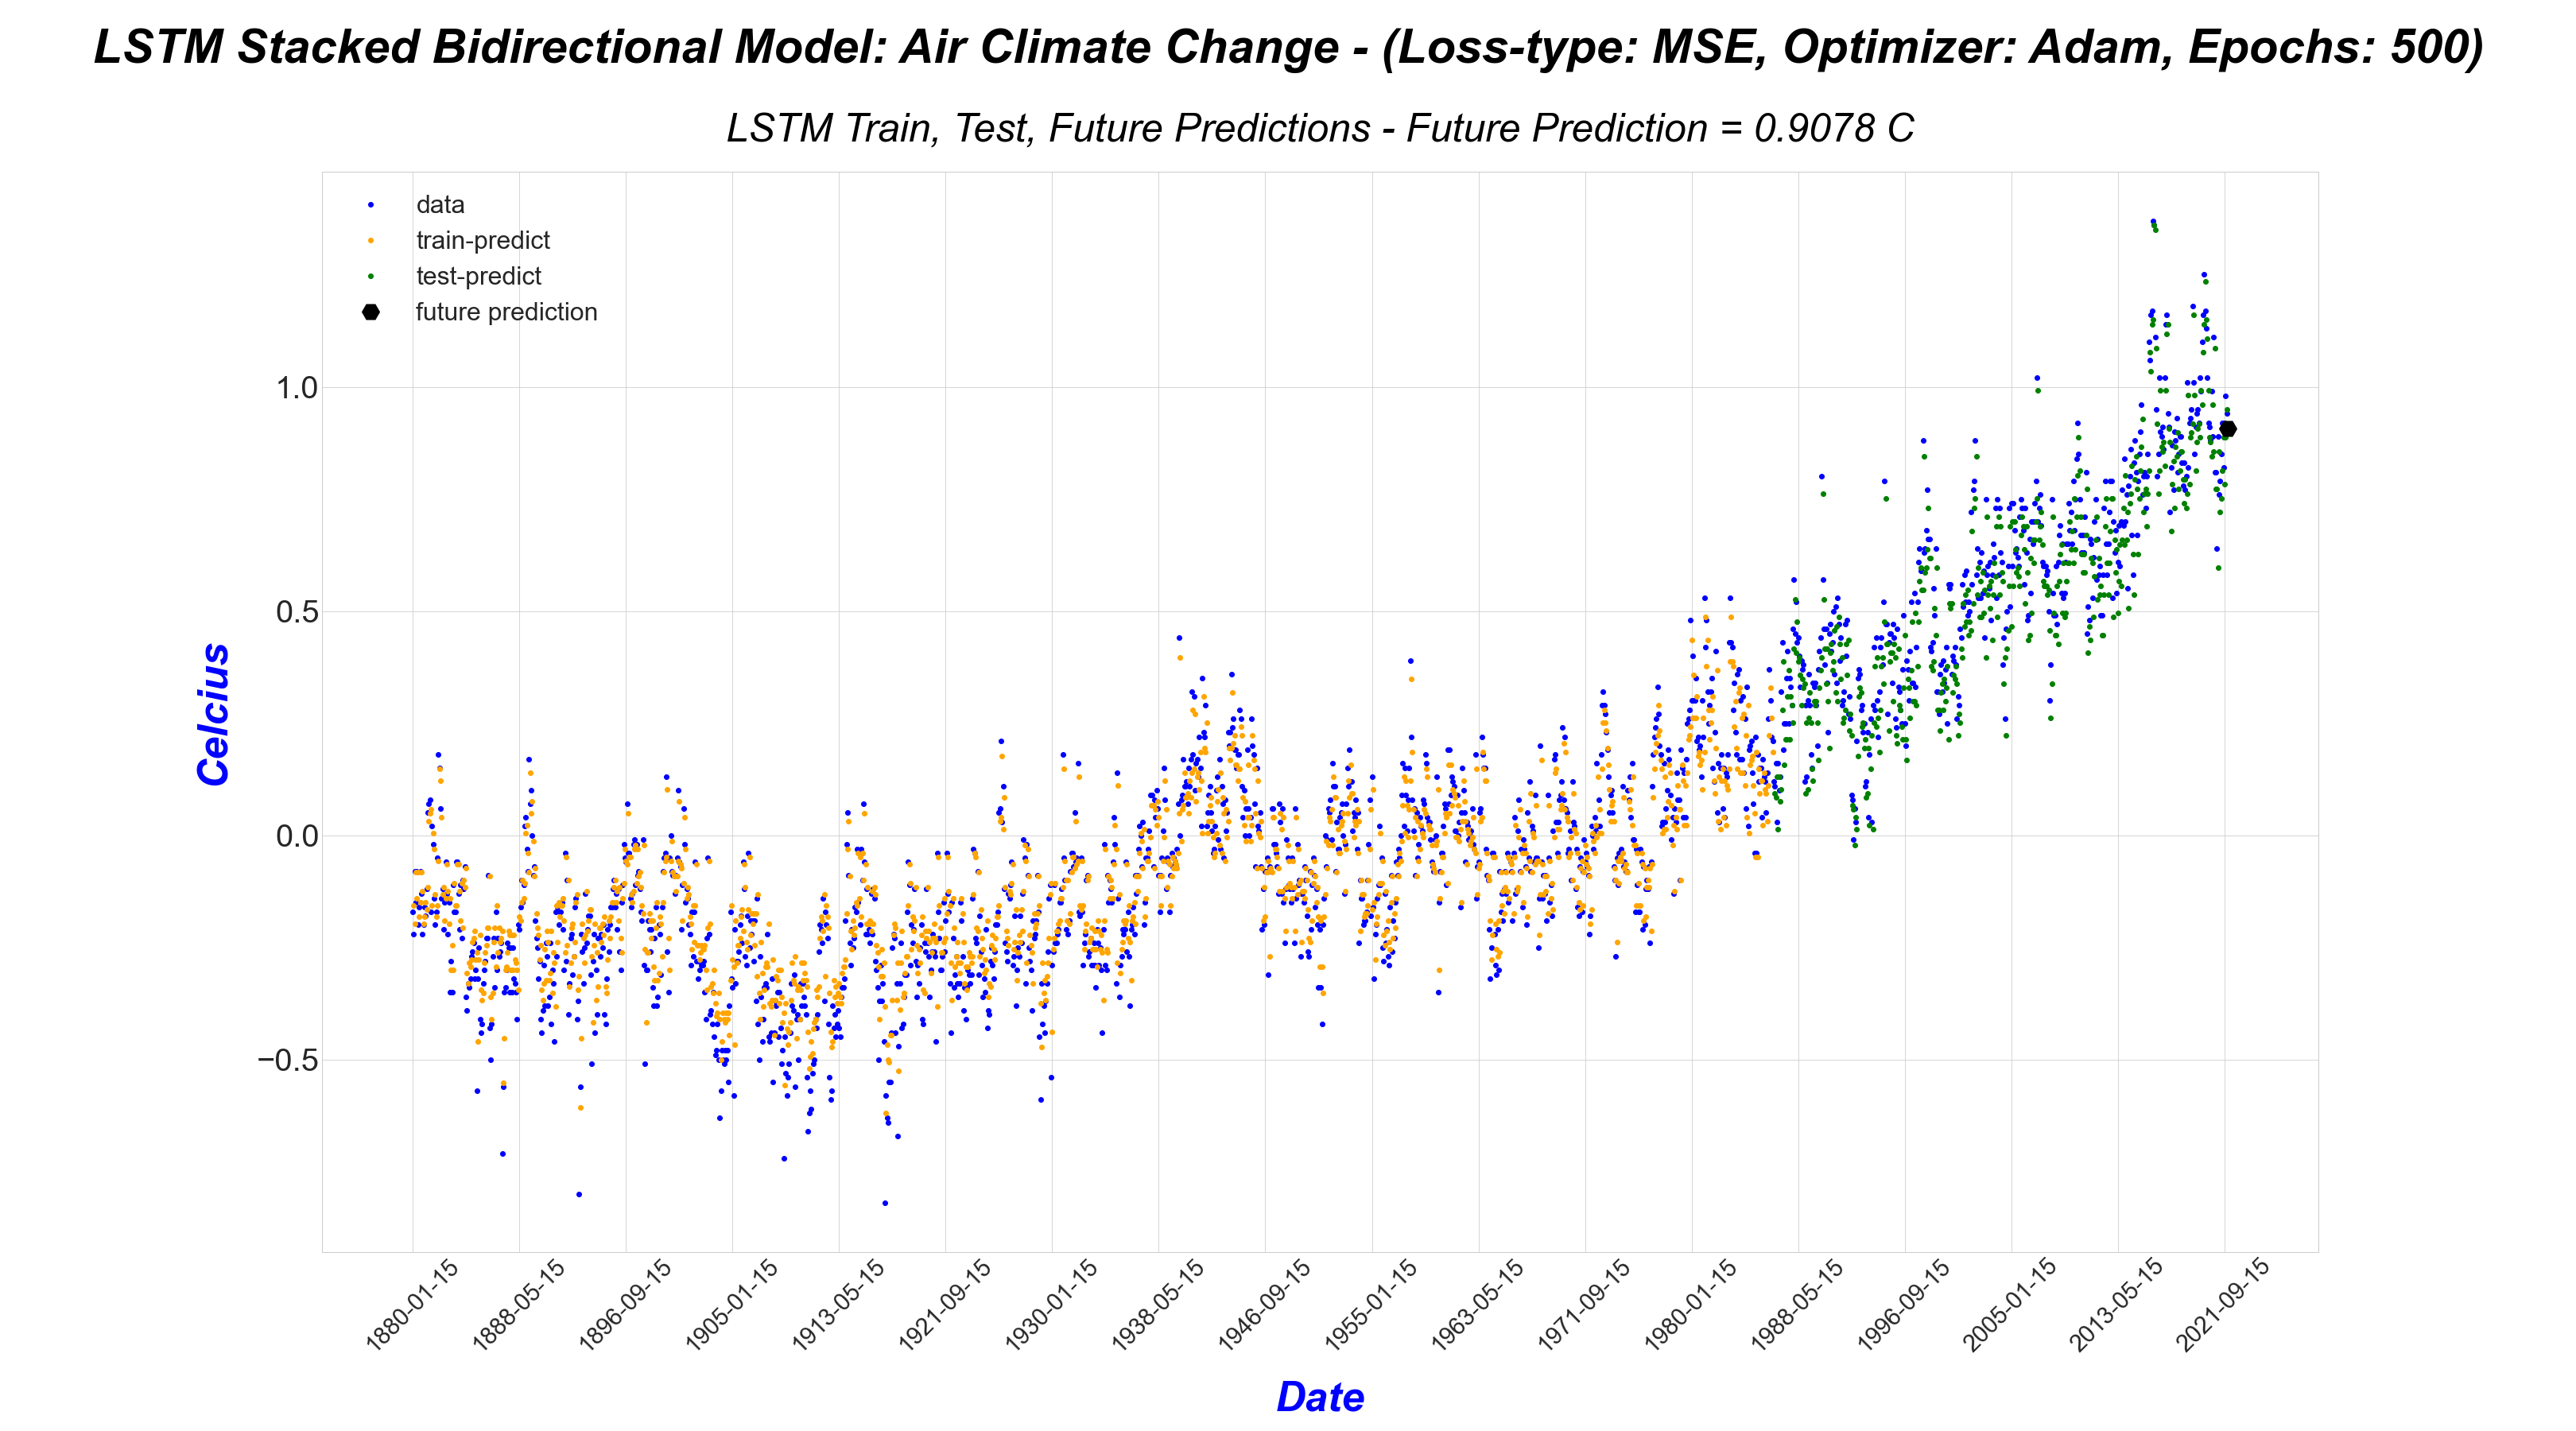 LSTM Stacked Bidirectional Model: Air Climate Change - (Loss-type: MSE, Optimizer: Adam, Epochs: 500)
LSTM Train, Test, Future Predictions - Future Prediction = 0.9078 C
data
train-predict
test-predict
future prediction
1.0
0.5
0.0
−0.5
Celcius
1880-01-15
1888-05-15
1896-09-15
1905-01-15
1913-05-15
1921-09-15
1930-01-15
1938-05-15
1946-09-15
1955-01-15
1963-05-15
1971-09-15
1980-01-15
1988-05-15
1996-09-15
2005-01-15
2013-05-15
2021-09-15
Date